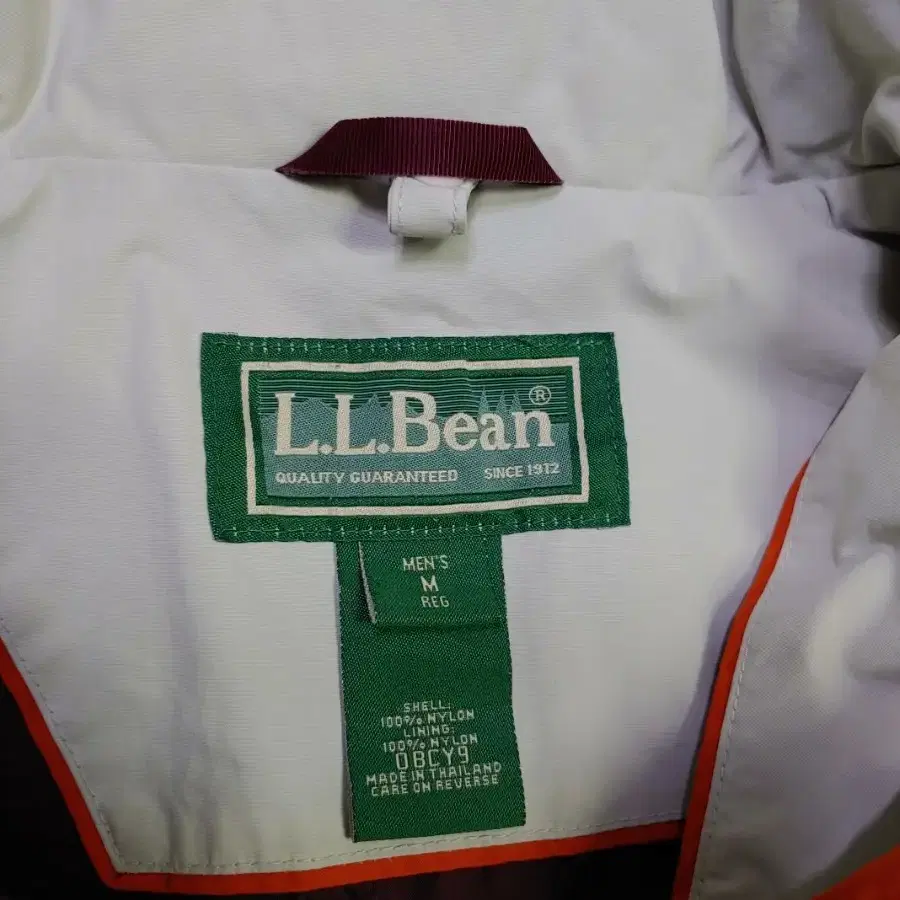 L.L.Bean®
QUALITY GUARANTEED SINCE 1912
MEN'S
M
REG
SHELL:
100% NYLON
LINING:
100% NYLON
0BCY9
MADE IN THAILAND
CARE ON REVERSE